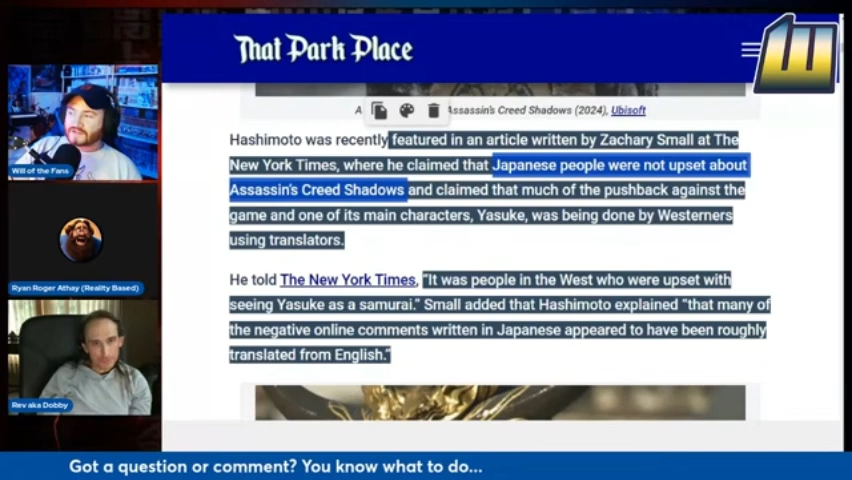 That Park Place
A
Assassin's Creed Shadows (2024), Ubisoft
Hashimoto was recently featured in an article written by Zachary Small at The
New York Times, where he claimed that Japanese people were not upset about
Assassin's Creed Shadows and claimed that much of the pushback against the
game and one of its main characters, Yasuke, was being done by Westerners
using translators.
He told The New York Times, “It was people in the West who were upset with
seeing Yasuke as a samurai.” Small added that Hashimoto explained “that many of
the negative online comments written in Japanese appeared to have been roughly
translated from English.”
Will of the Fans
Ryan Roger Athay (Reality Based)
Rev aka Dobby
Got a question or comment? You know what to do...